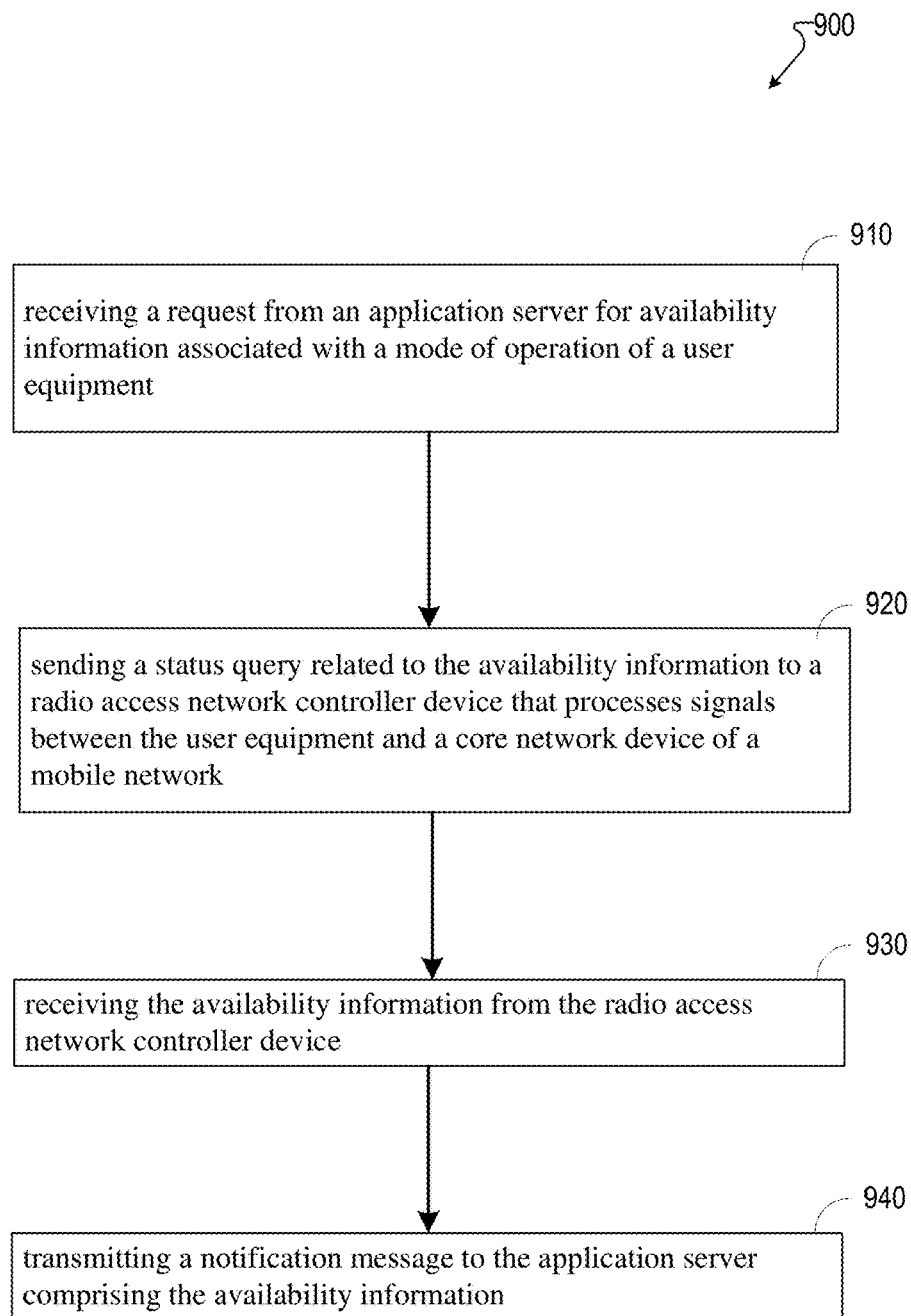 900
910
receiving a request from an application server for availability
information associated with a mode of operation of a user
equipment
920
sending a status query related to the availability information to a
radio access network controller device that processes signals
between the user equipment and a core network device of a
mobile network
930
receiving the availability information from the radio access
network controller device
940
transmitting a notification message to the application server
comprising the availability information